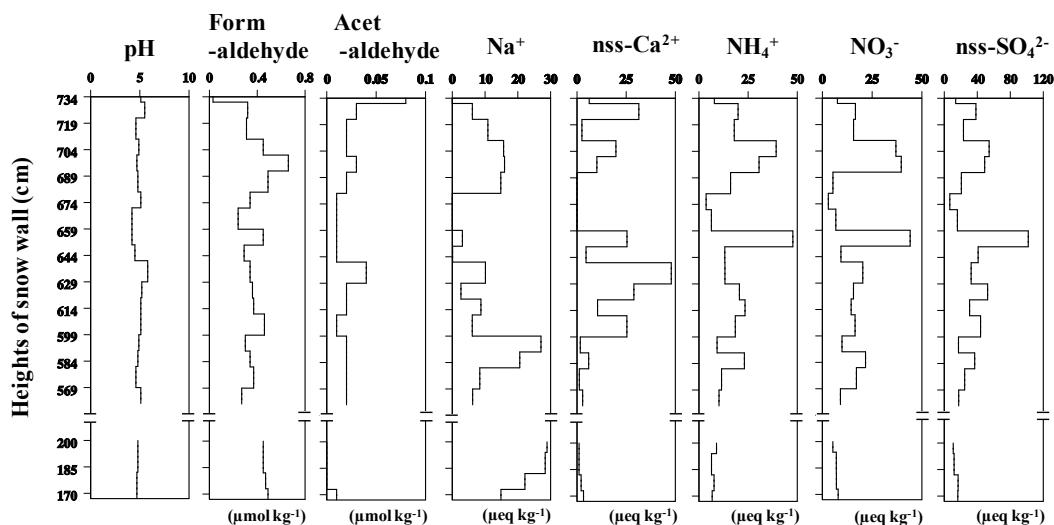 Form
Acet
pH
-aldehyde
-aldehyde
Na⁺
nss-Ca²⁺
NH₄⁺
NO₃⁻
nss-SO₄²⁻
0 5 10
0 0.4 0.8
0 0.05 0.1
0 10 20 30
0 25 50
0 25 50
0 25 50
0 40 80 120
Heights of snow wall (cm)
734
719
704
689
674
659
644
629
614
599
584
569
200
185
170
(μmol kg⁻¹)
(μmol kg⁻¹)
(μeq kg⁻¹)
(μeq kg⁻¹)
(μeq kg⁻¹)
(μeq kg⁻¹)
(μeq kg⁻¹)